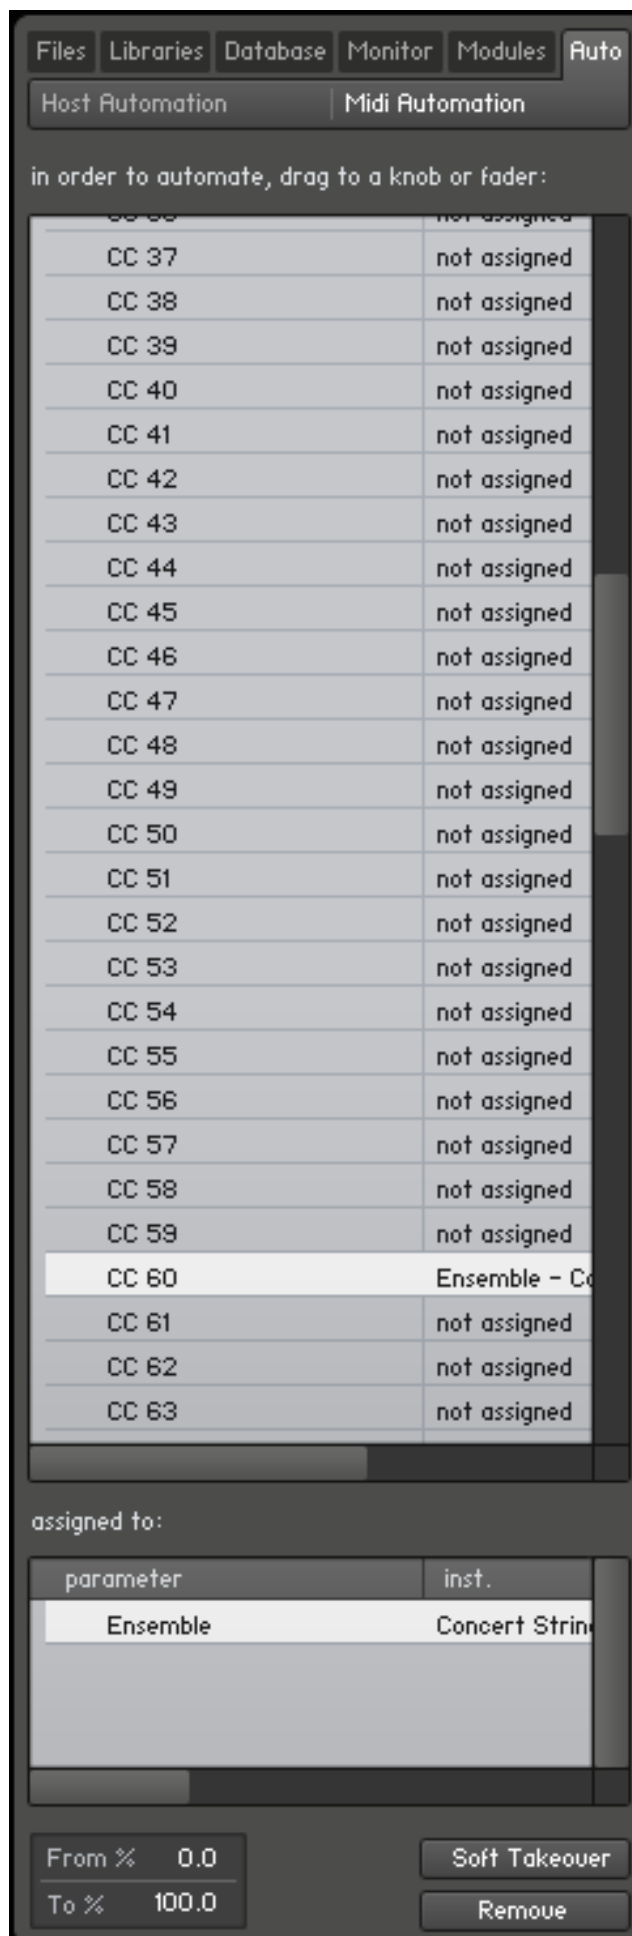 Files Libraries Database Monitor Modules Auto
Host Automation Midi Automation
in order to automate, drag to a knob or fader:
CC 37 not assigned
CC 38 not assigned
CC 39 not assigned
CC 40 not assigned
CC 41 not assigned
CC 42 not assigned
CC 43 not assigned
CC 44 not assigned
CC 45 not assigned
CC 46 not assigned
CC 47 not assigned
CC 48 not assigned
CC 49 not assigned
CC 50 not assigned
CC 51 not assigned
CC 52 not assigned
CC 53 not assigned
CC 54 not assigned
CC 55 not assigned
CC 56 not assigned
CC 57 not assigned
CC 58 not assigned
CC 59 not assigned
CC 60 Ensemble - Co
CC 61 not assigned
CC 62 not assigned
CC 63 not assigned
assigned to:
parameter inst.
Ensemble Concert String
From % 0.0 Soft Takeover
To % 100.0 Remove